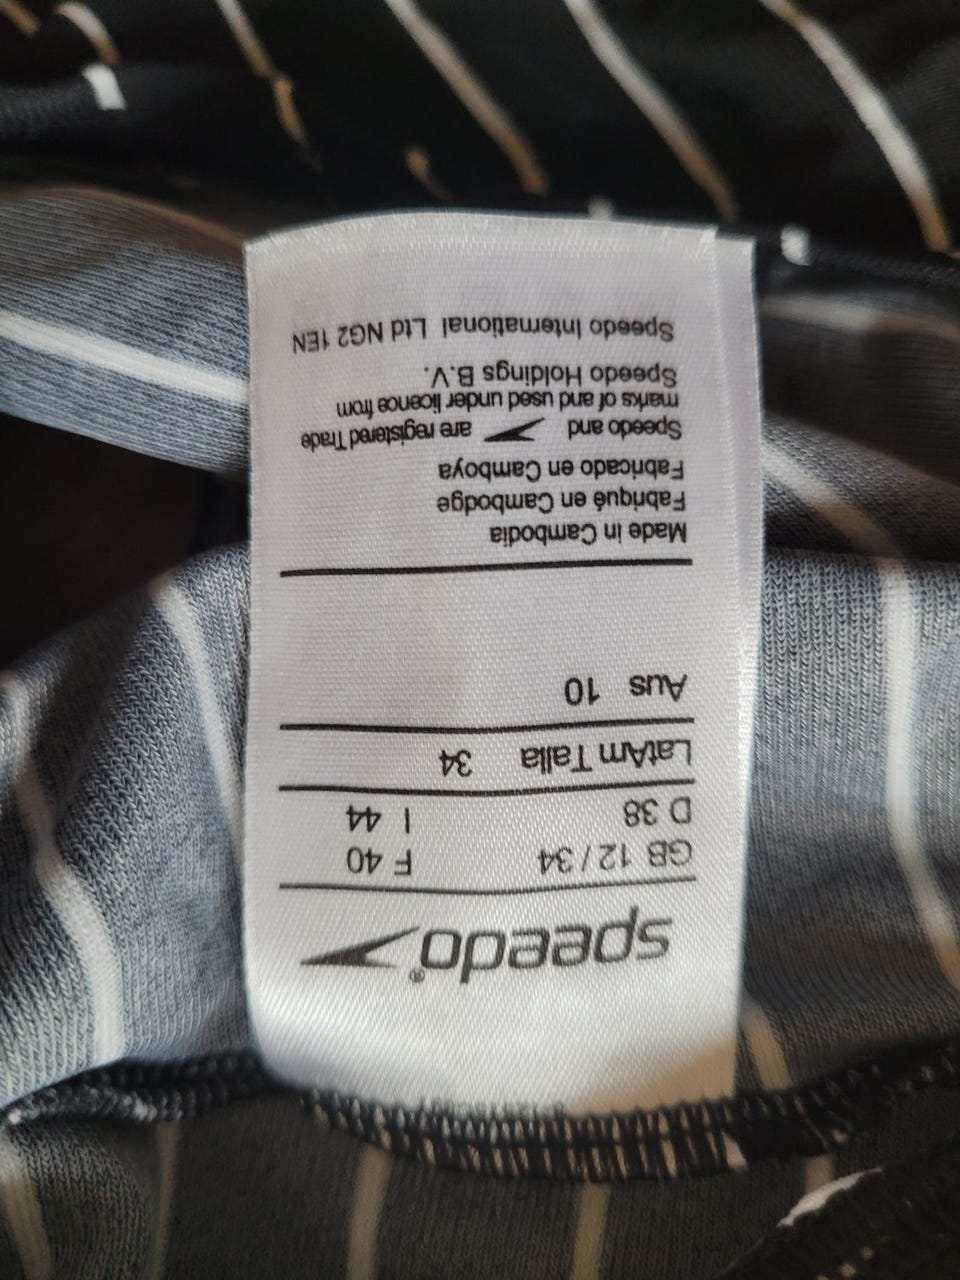 speedo®
GB 12/34 F 40
D 38 I 44
LatAm Talla 34
Aus 10
Made in Cambodia
Fabriqué en Cambodge
Fabricado en Camboya
Speedo and are registered Trade
marks of and used under licence from
Speedo Holdings B.V.
Speedo International Ltd NG2 1EN